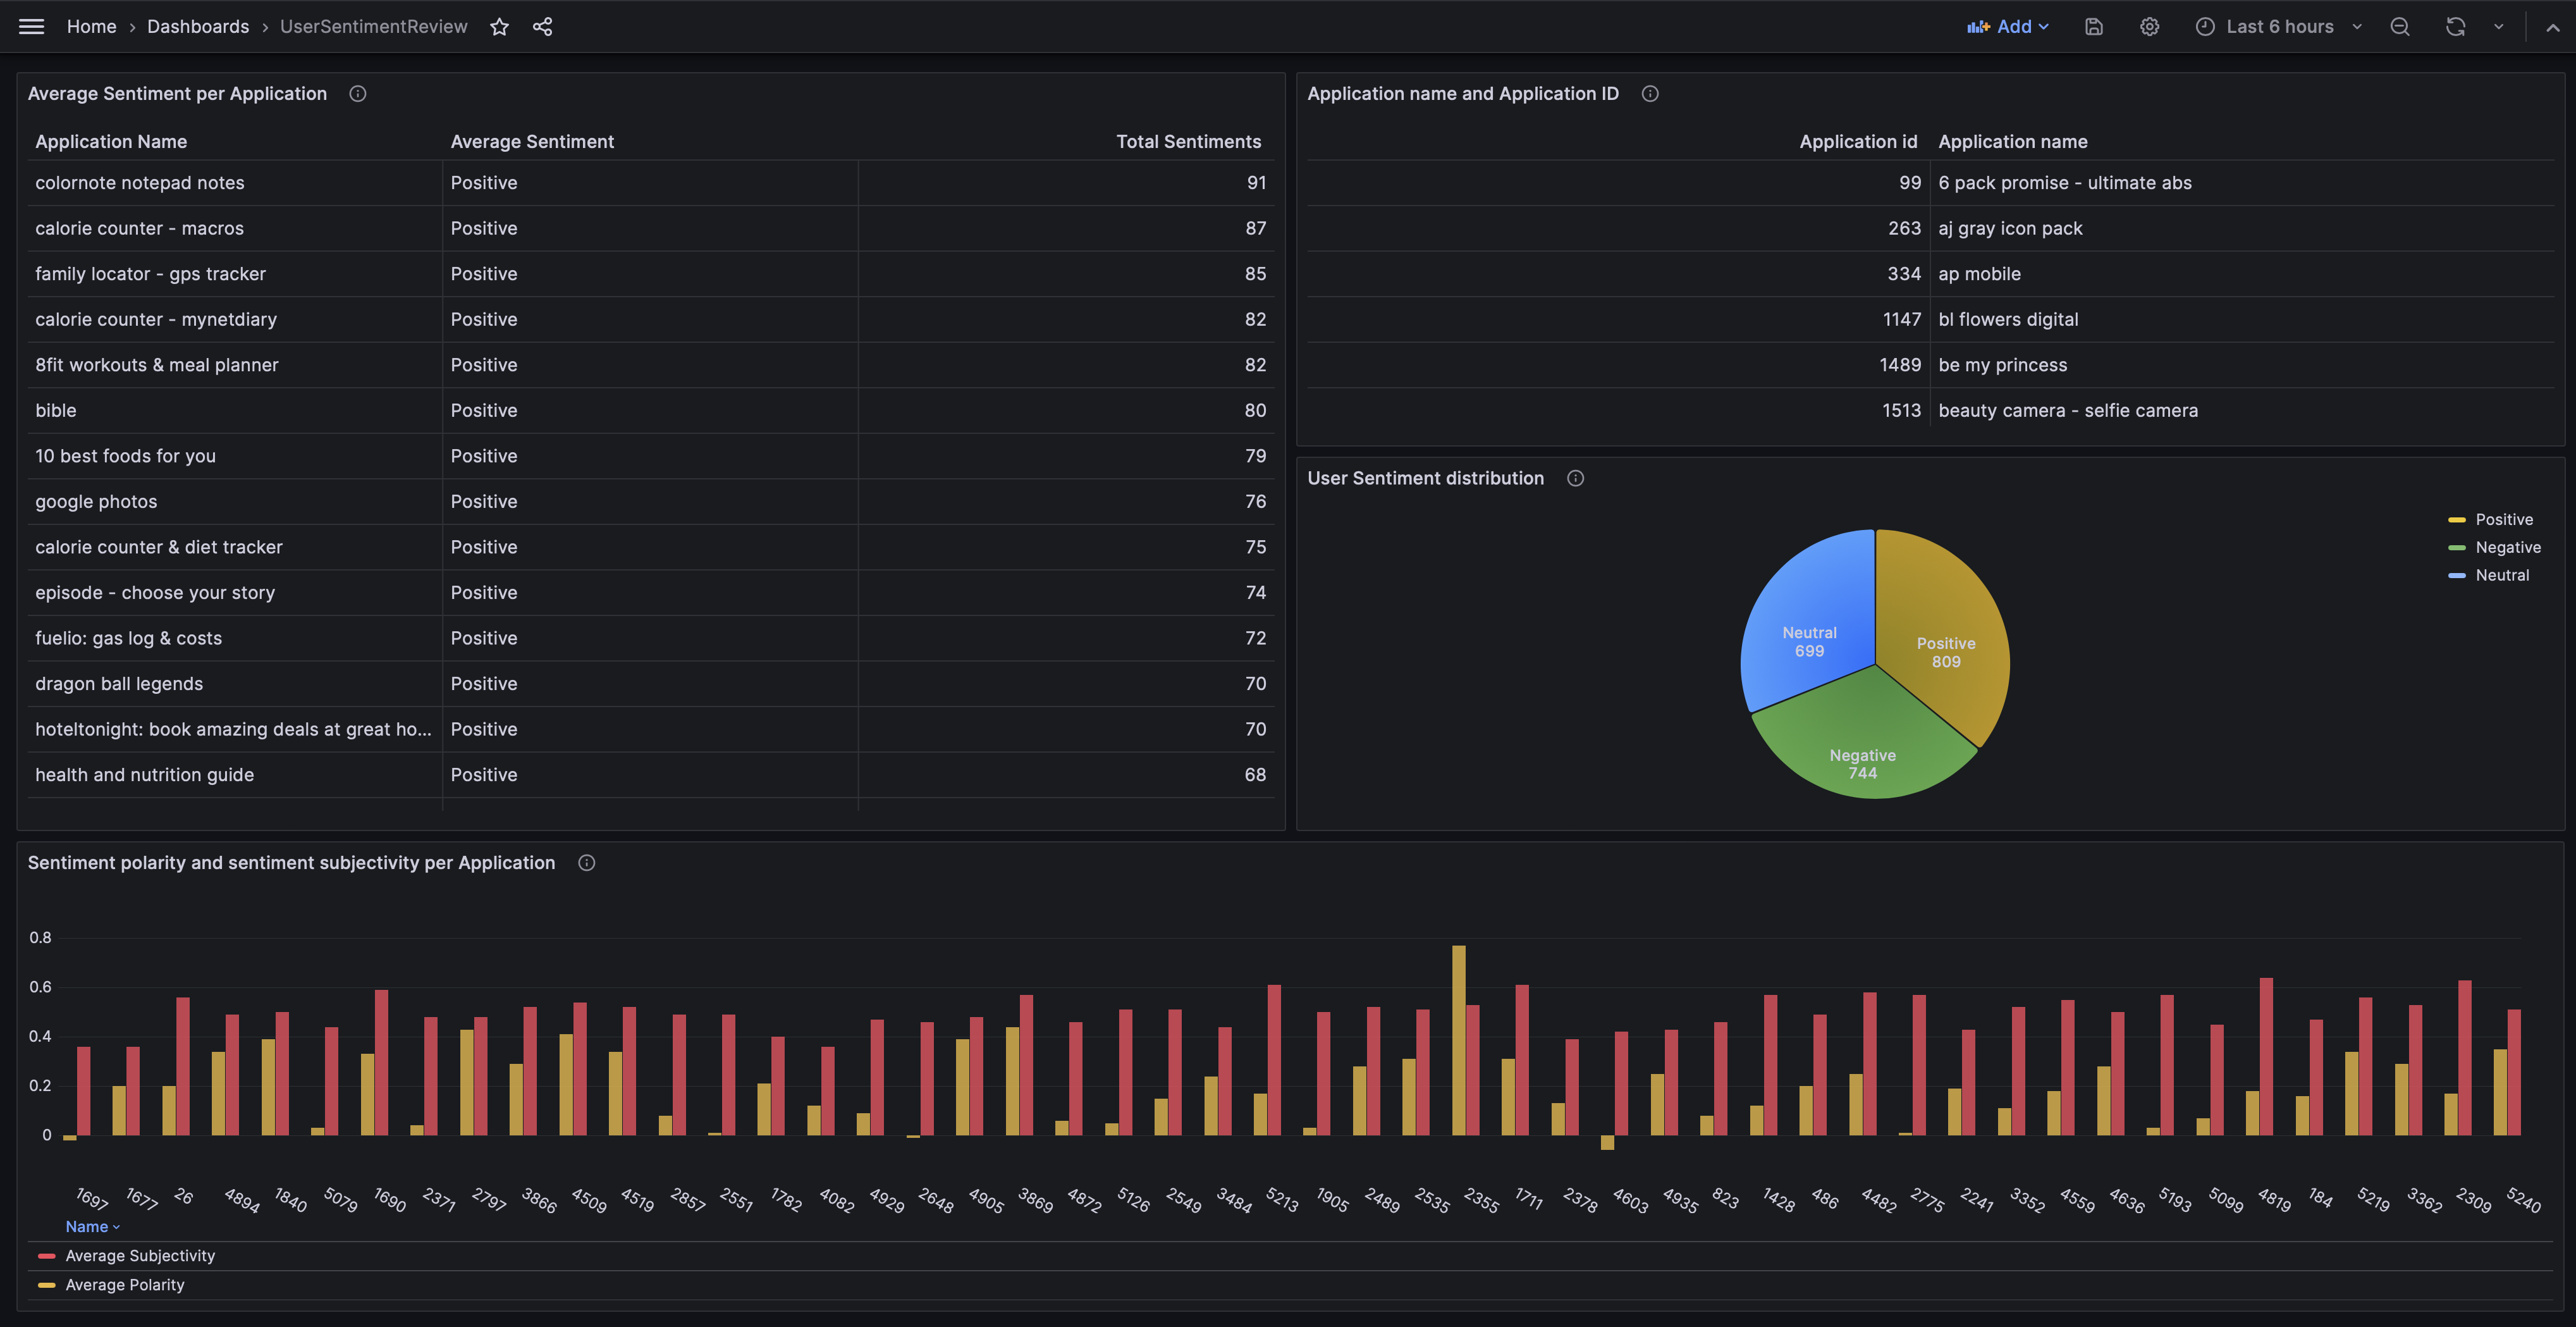 Home › Dashboards › UserSentimentReview
Add
Last 6 hours
Average Sentiment per Application
Application Name Average Sentiment Total Sentiments
colornote notepad notes Positive 91
calorie counter - macros Positive 87
family locator - gps tracker Positive 85
calorie counter - mynetdiary Positive 82
8fit workouts & meal planner Positive 82
bible Positive 80
10 best foods for you Positive 79
google photos Positive 76
calorie counter & diet tracker Positive 75
episode - choose your story Positive 74
fuelio: gas log & costs Positive 72
dragon ball legends Positive 70
hoteltonight: book amazing deals at great ho... Positive 70
health and nutrition guide Positive 68
Application name and Application ID
Application id Application name
99 6 pack promise - ultimate abs
263 aj gray icon pack
334 ap mobile
1147 bl flowers digital
1489 be my princess
1513 beauty camera - selfie camera
User Sentiment distribution
Positive
Negative
Neutral
Neutral
699
Positive
809
Negative
744
Sentiment polarity and sentiment subjectivity per Application
0.8
0.6
0.4
0.2
0
1697 1677 26 4894 1840 5079 1690 2371 2797 3866 4509 4519 2857 2551 1782 4082 4929 2648 4905 3869 4872 5126 2549 3484 5213 1905 2489 2535 2355 1711 2378 4603 4935 823 1428 486 4482 2775 2241 3352 4559 4636 5193 5099 4819 184 5219 3362 2309 5240
Name
Average Subjectivity
Average Polarity